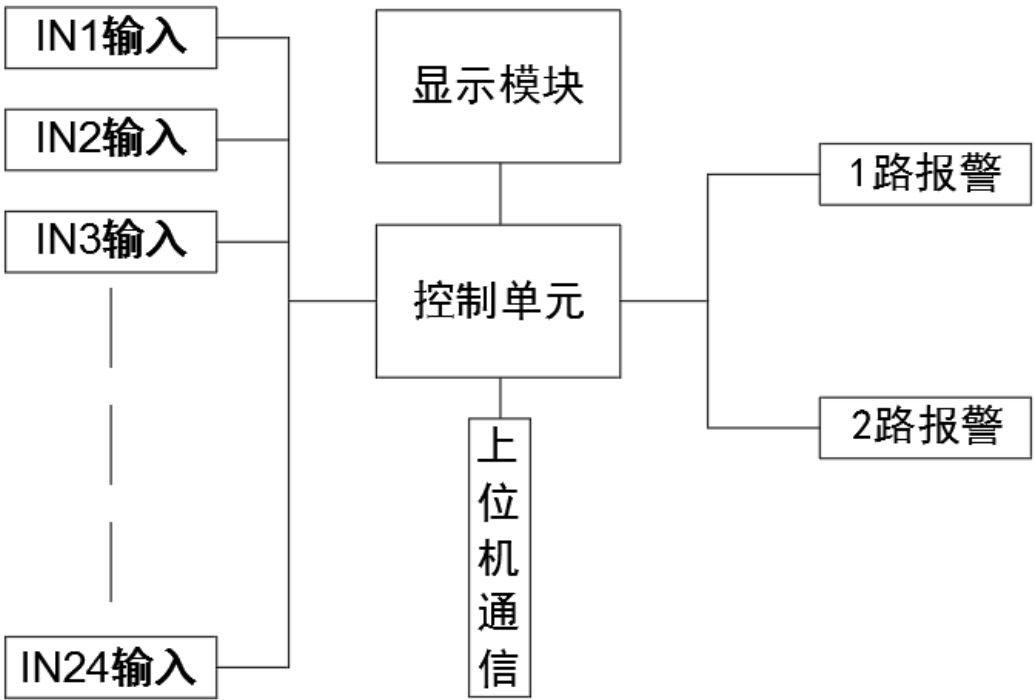 IN1输入
IN2输入
IN3输入
IN24输入
显示模块
控制单元
上位机通信
1路报警
2路报警